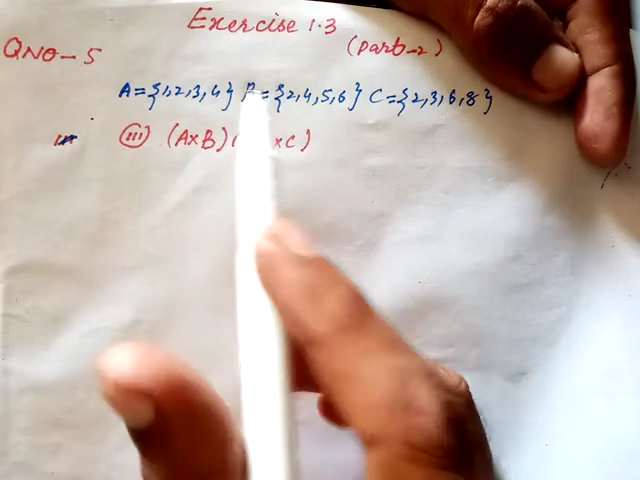 Exercise 1.3
QNO-5 (Part-2)
A={1,2,3,4} B={2,4,5,6} C={2,3,6,8}
(iii) (A×B) ×C)